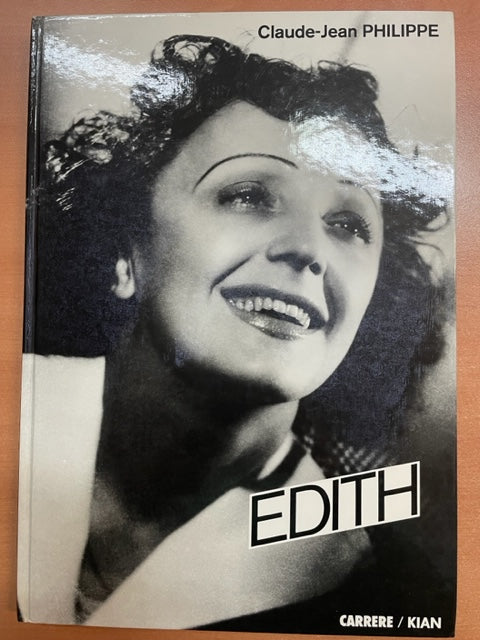 Claude-Jean PHILIPPE
EDITH
CARRERE / KIAN